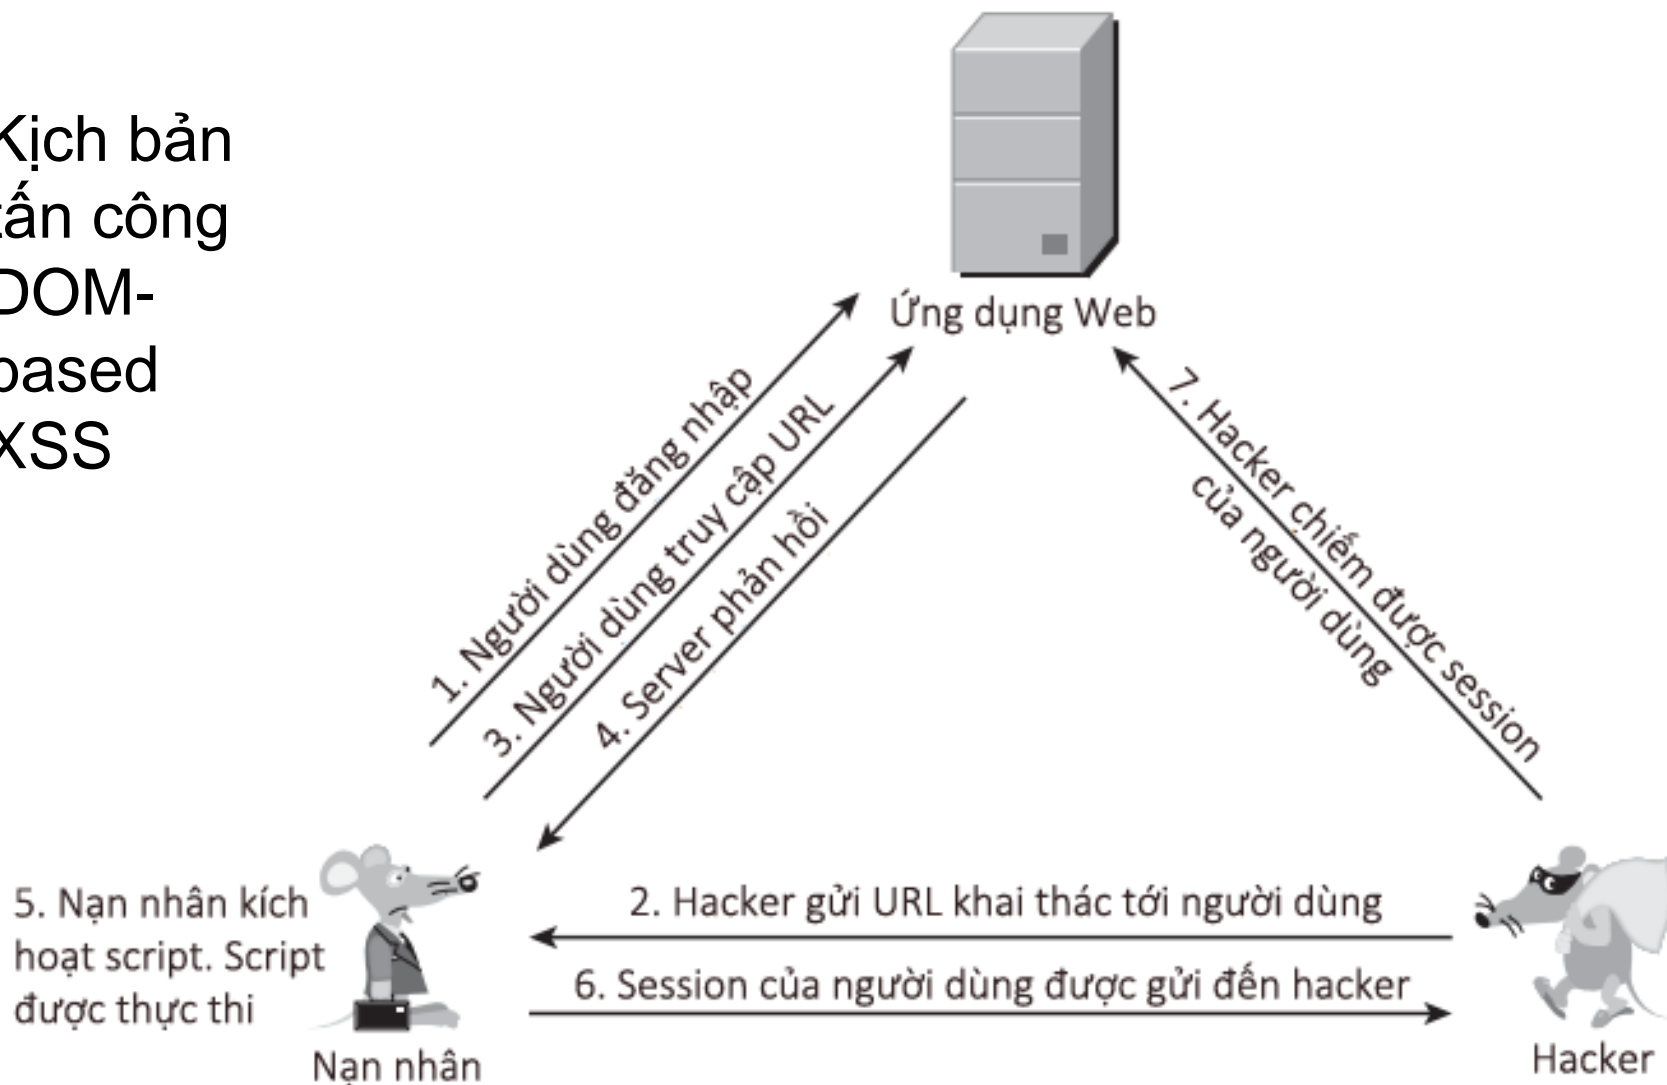 Kịch bản
tấn công
DOM-
based
XSS
Ứng dụng Web
1. Người dùng đăng nhập
3. Người dùng truy cập URL
4. Server phản hồi
7. Hacker chiếm được session
của người dùng
5. Nạn nhân kích
hoạt script. Script
được thực thi
2. Hacker gửi URL khai thác tới người dùng
6. Session của người dùng được gửi đến hacker
Nạn nhân
Hacker